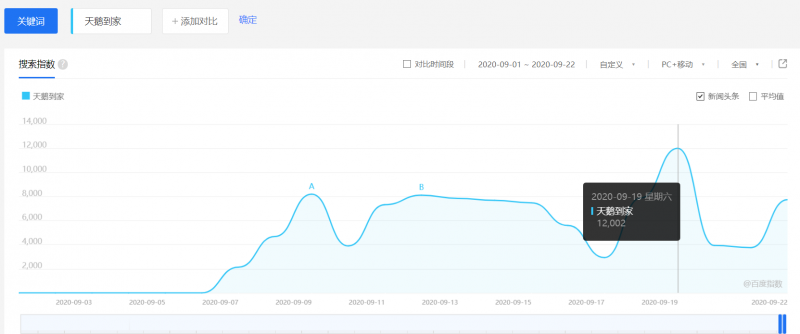 关键词 天鹅到家 + 添加对比 确定
搜索指数 对比时间段 2020-09-01 ~ 2020-09-22 自定义 PC+移动 全国
天鹅到家 新闻头条 平均值
14,000
12,000
10,000
8,000
6,000
4,000
2,000
A
B
2020-09-19 星期六
天鹅到家
12,002
@百度指数
2020-09-03 2020-09-05 2020-09-07 2020-09-09 2020-09-11 2020-09-13 2020-09-15 2020-09-17 2020-09-19 2020-09-22